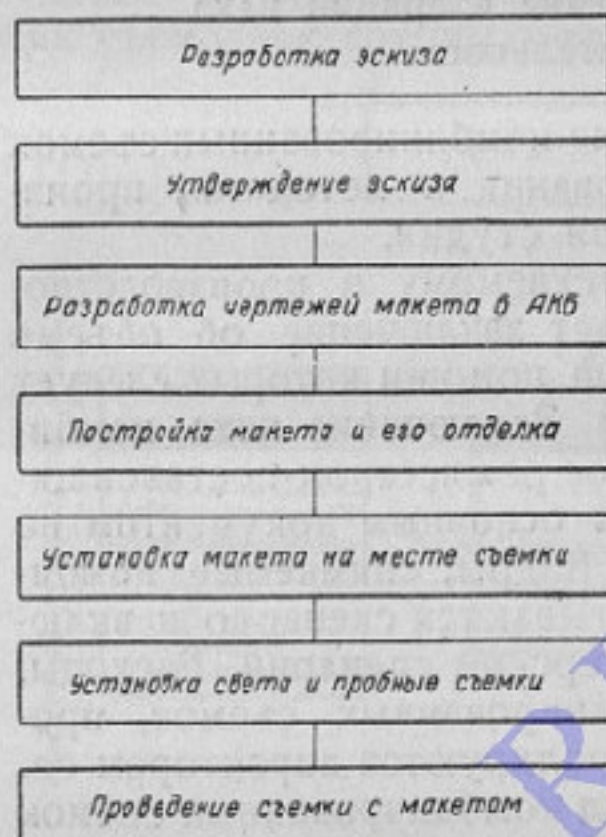 Разработка эскиза
Утверждение эскиза
Разработка чертежей макета в АКБ
Постройка макета и его отделка
Установка макета на месте съемки
Установка света и пробные съемки
Проведение съемки с макетом